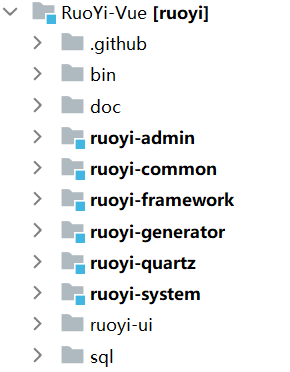 RuoYi-Vue [ruoyi]
.github
bin
doc
ruoyi-admin
ruoyi-common
ruoyi-framework
ruoyi-generator
ruoyi-quartz
ruoyi-system
ruoyi-ui
sql